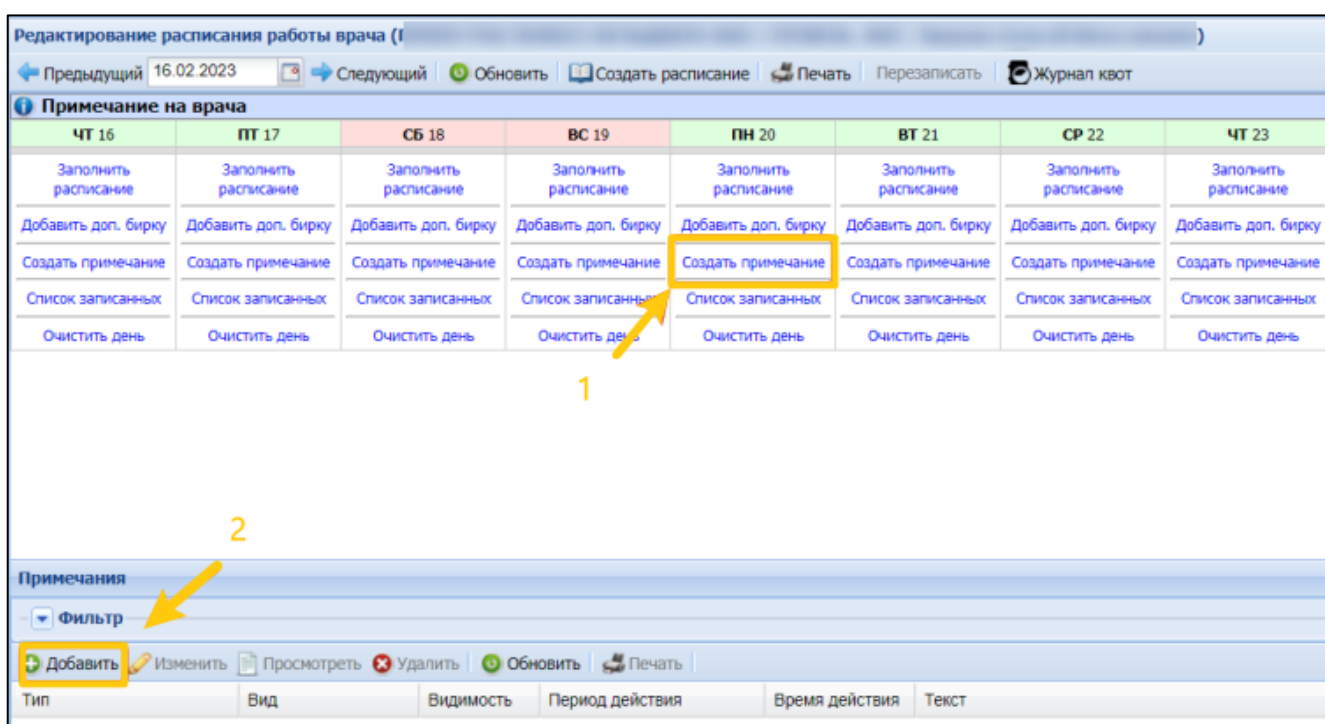 Редактирование расписания работы врача ( )
Предыдущий 16.02.2023 Следующий Обновить Создать расписание Печать Перезаписать Журнал квот
Примечание на врача
ЧТ 16 ПТ 17 СБ 18 ВС 19 ПН 20 ВТ 21 СР 22 ЧТ 23
Заполнить Заполнить Заполнить Заполнить Заполнить Заполнить Заполнить Заполнить
расписание расписание расписание расписание расписание расписание расписание расписание
Добавить доп. бирку Добавить доп. бирку Добавить доп. бирку Добавить доп. бирку Добавить доп. бирку Добавить доп. бирку Добавить доп. бирку Добавить доп. бирку
Создать примечание Создать примечание Создать примечание Создать примечание Создать примечание Создать примечание Создать примечание Создать примечание
Список записанных Список записанных Список записанных Список записанных Список записанных Список записанных Список записанных Список записанных
Очистить день Очистить день Очистить день Очистить день Очистить день Очистить день Очистить день Очистить день
1
2
Примечания
Фильтр
Добавить Изменить Просмотреть Удалить Обновить Печать
Тип Вид Видимость Период действия Время действия Текст